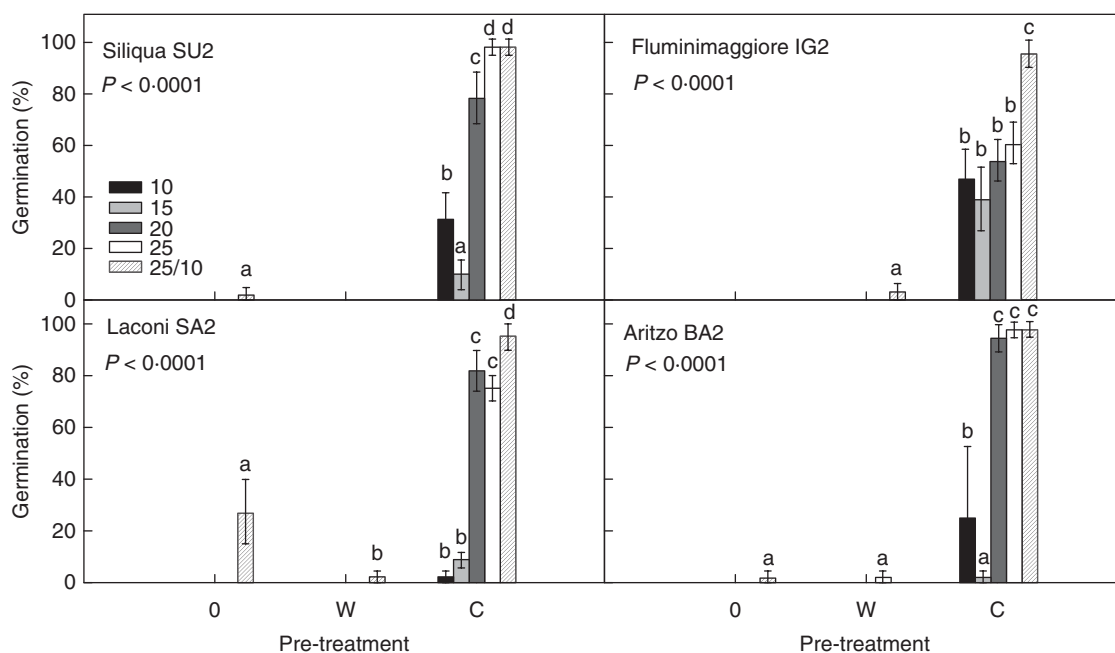 Siliqua SU2
P < 0·0001
Germination (%)
100
80
60
40
20
0
10
15
20
25
25/10
a
b
a
c
d
d
Fluminimaggiore IG2
P < 0·0001
a
b
b
b
b
c
Laconi SA2
P < 0·0001
Germination (%)
100
80
60
40
20
0
a
b
b
b
c
c
d
0
W
C
Pre-treatment
Aritzo BA2
P < 0·0001
a
a
b
a
c
c
c
0
W
C
Pre-treatment